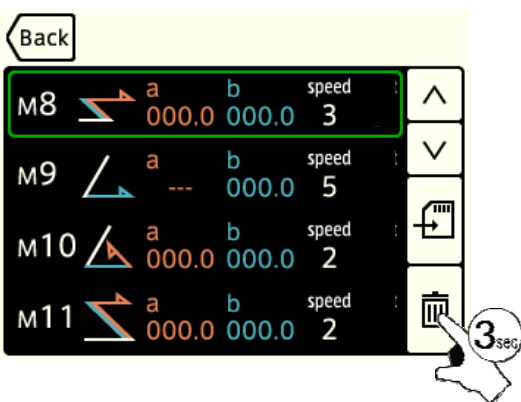 Back
M8 a b speed
000.0 000.0 3
M9 a b speed
--- 000.0 5
M10 a b speed
000.0 000.0 2
M11 a b speed
000.0 000.0 2
3sec